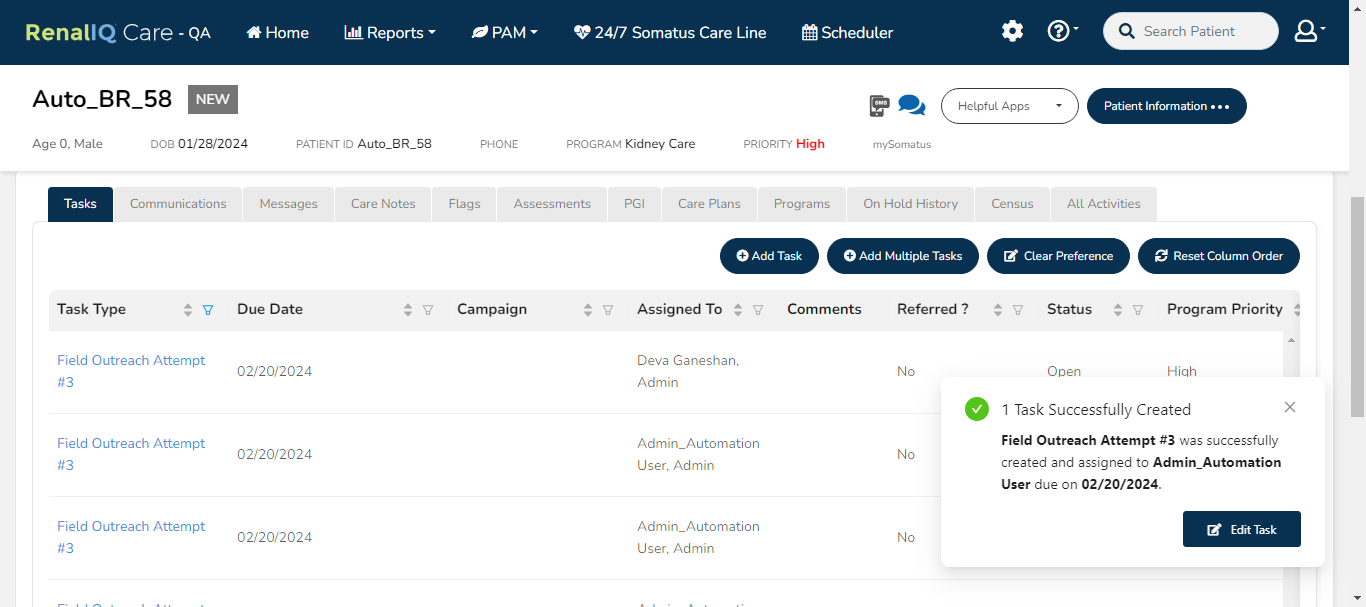 RenalIQ Care - QA
Home
Reports
PAM
24/7 Somatus Care Line
Scheduler
Search Patient
Auto_BR_58
NEW
SMS
Helpful Apps
Patient Information
Age 0, Male
DOB 01/28/2024
PATIENT ID Auto_BR_58
PHONE
PROGRAM Kidney Care
PRIORITY High
mySomatus
Tasks
Communications
Messages
Care Notes
Flags
Assessments
PGI
Care Plans
Programs
On Hold History
Census
All Activities
Add Task
Add Multiple Tasks
Clear Preference
Reset Column Order
Task Type
Due Date
Campaign
Assigned To
Comments
Referred ?
Status
Program Priority
Field Outreach Attempt
#3
02/20/2024
Deva Ganeshan,
Admin
No
Open
High
Field Outreach Attempt
#3
02/20/2024
Admin_Automation
User, Admin
No
Field Outreach Attempt
#3
02/20/2024
Admin_Automation
User, Admin
No
1 Task Successfully Created
Field Outreach Attempt #3 was successfully
created and assigned to Admin_Automation
User due on 02/20/2024.
Edit Task